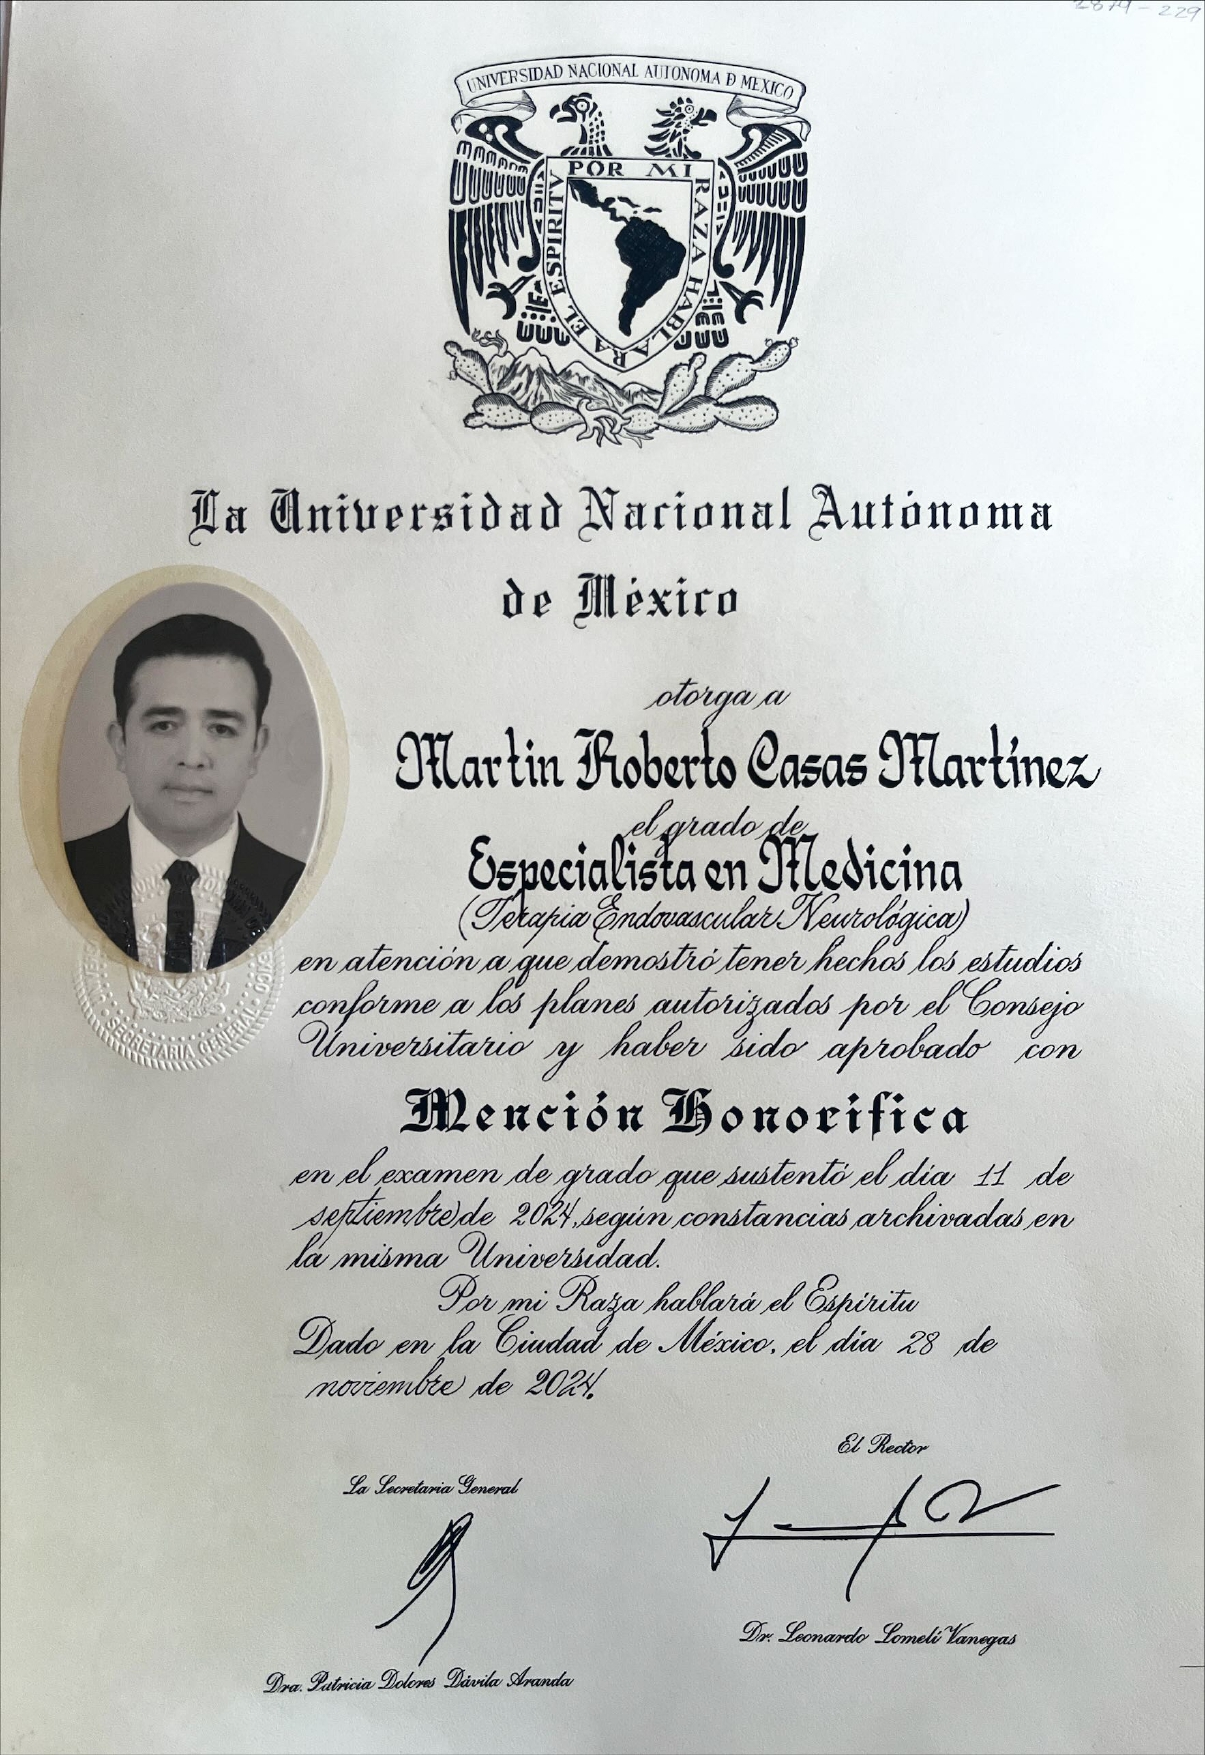 2879-229
UNIVERSIDAD NACIONAL AUTONOMA D MEXICO
POR MI RAZA HABLARA EL ESPIRITV
La Universidad Nacional Autónoma
de México
otorga a
Martin Roberto Casas Martínez
el grado de
Especialista en Medicina
(Terapia Endovascular Neurológica)
en atención a que demostró tener hechos los estudios
conforme a los planes autorizados por el Consejo
Universitario y haber sido aprobado con
Mención Honorífica
en el examen de grado que sustentó el día 11 de
septiembre de 2024, según constancias archivadas en
la misma Universidad.
Por mi Raza hablará el Espíritu
Dado en la Ciudad de México, el día 28 de
noviembre de 2024.
El Rector
La Secretaria General
Dr. Leonardo Lomelí Vanegas
Dra. Patricia Dolores Dávila Aranda
SECRETARIA GENERAL